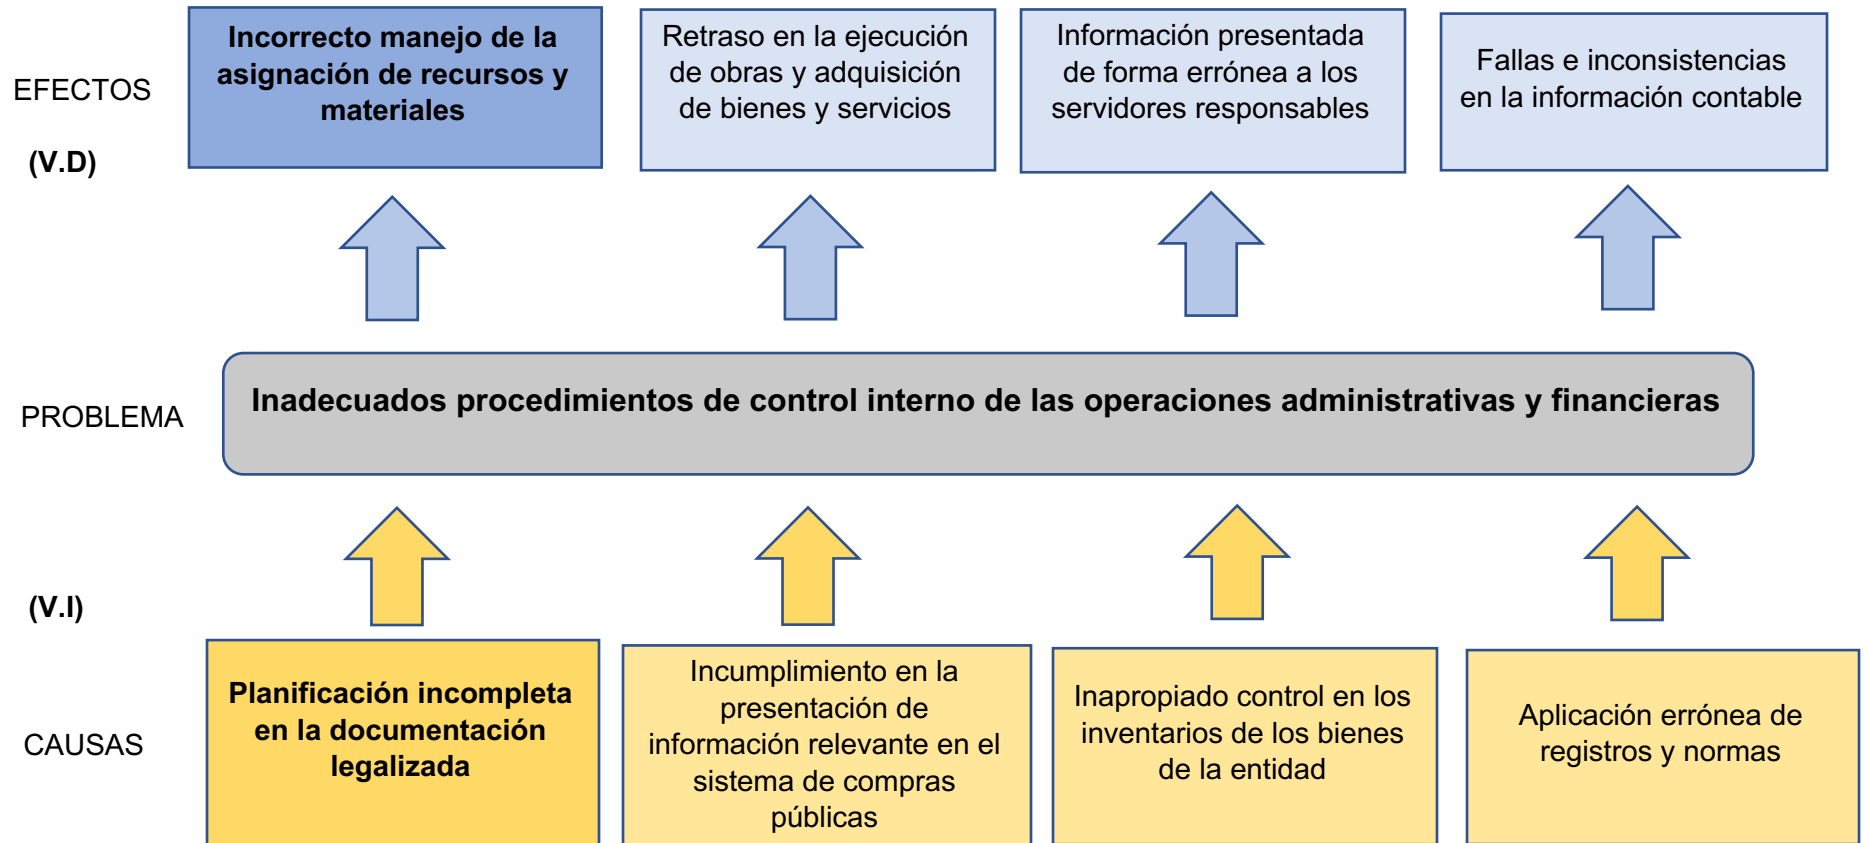 EFECTOS
(V.D)
Incorrecto manejo de la
asignación de recursos y
materiales
Retraso en la ejecución
de obras y adquisición
de bienes y servicios
Información presentada
de forma errónea a los
servidores responsables
Fallas e inconsistencias
en la información contable
PROBLEMA
Inadecuados procedimientos de control interno de las operaciones administrativas y financieras
(V.I)
CAUSAS
Planificación incompleta
en la documentación
legalizada
Incumplimiento en la
presentación de
información relevante en el
sistema de compras
públicas
Inapropiado control en los
inventarios de los bienes
de la entidad
Aplicación errónea de
registros y normas